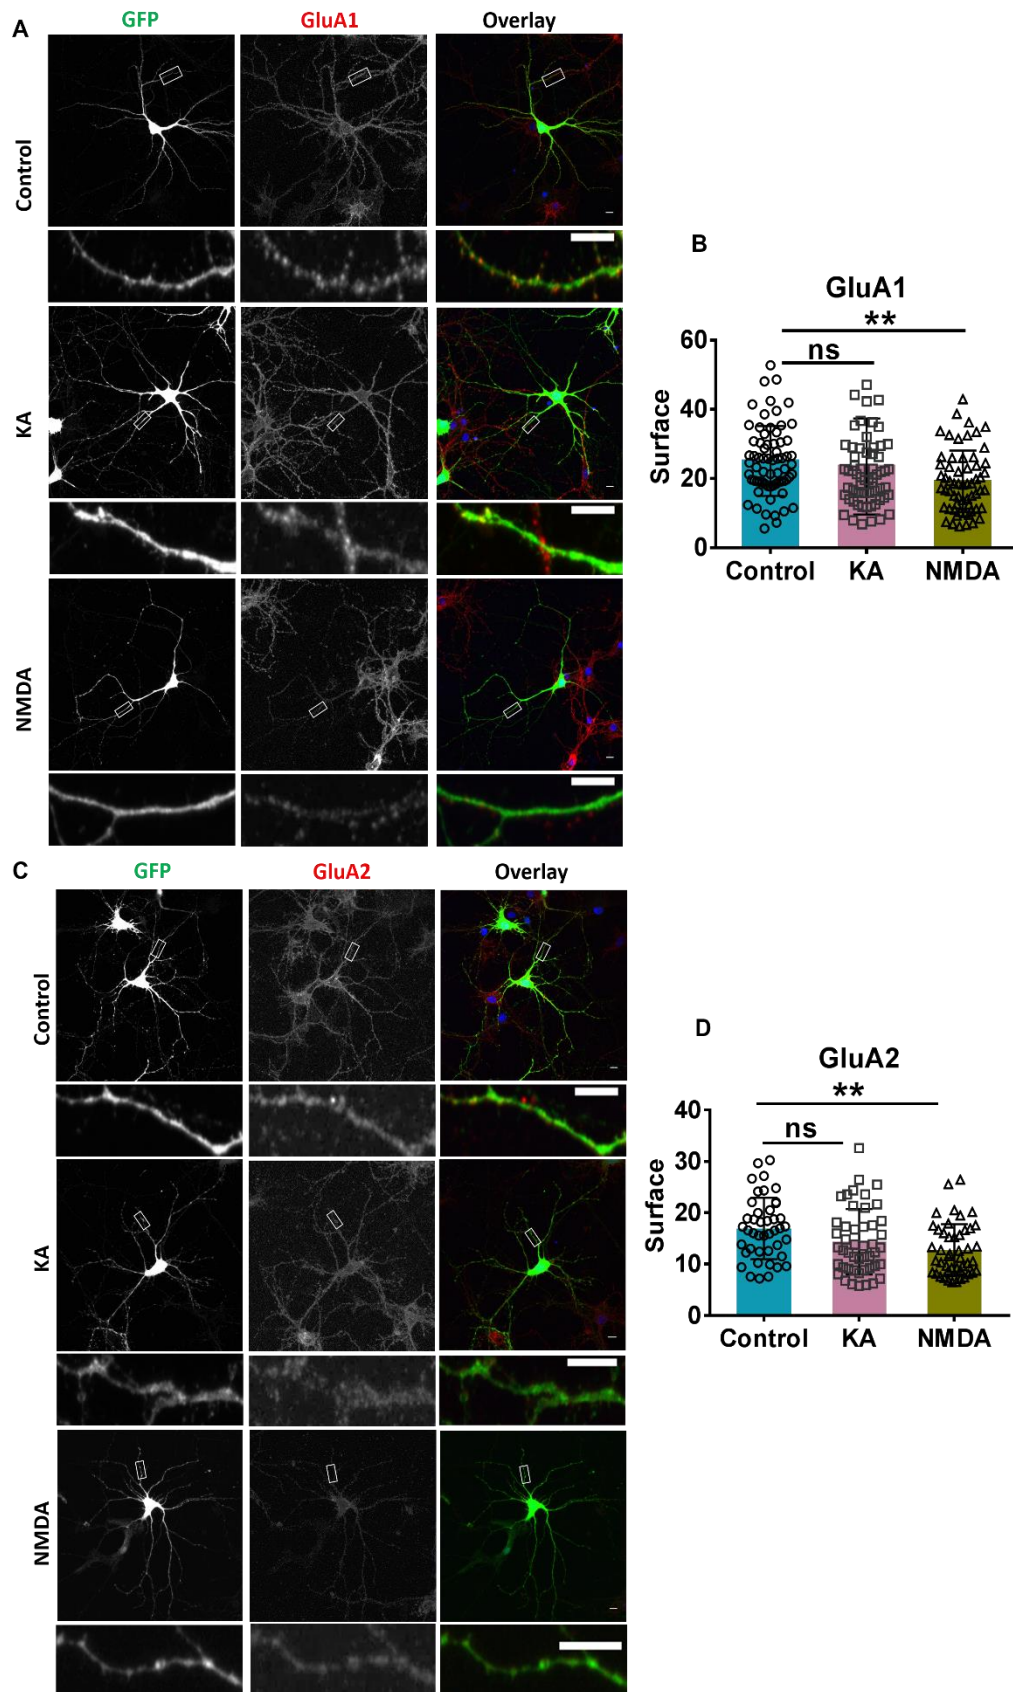 A
GFP GluA1 Overlay
Control
KA
NMDA
B
GluA1
**
ns
Surface
60
40
20
0
Control KA NMDA
C
GFP GluA2 Overlay
Control
KA
NMDA
D
GluA2
**
ns
Surface
40
30
20
10
0
Control KA NMDA